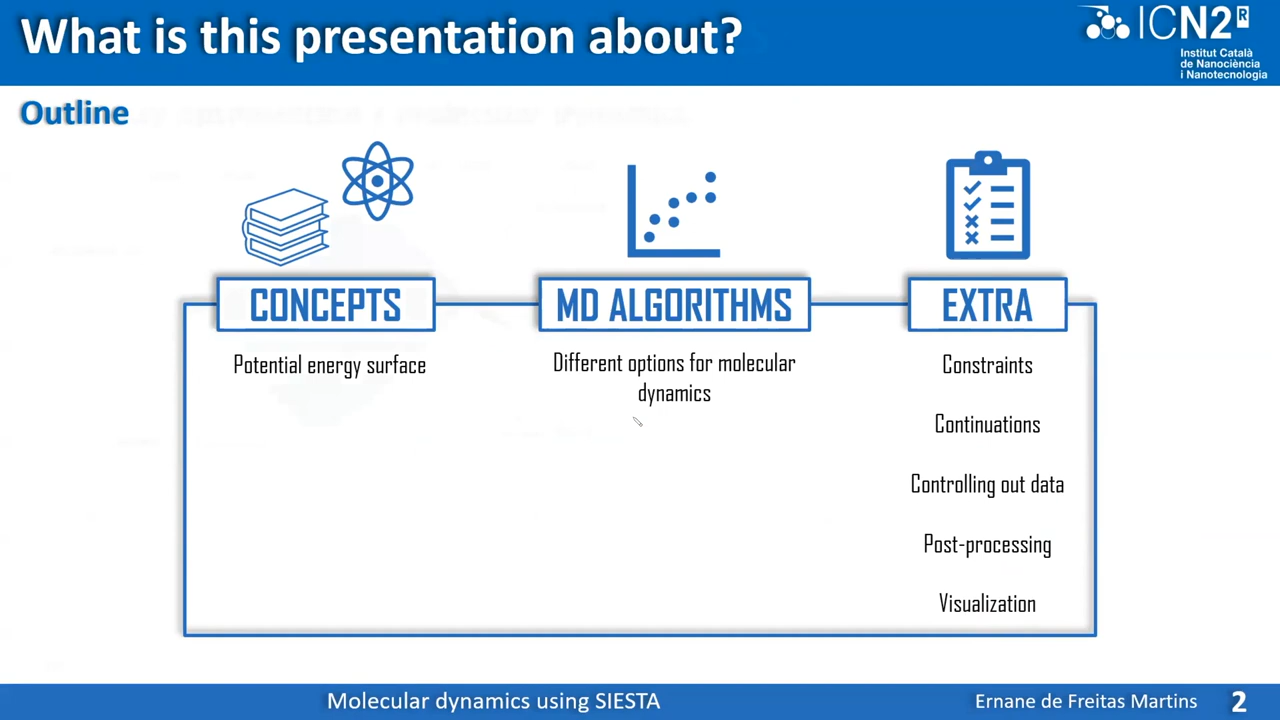 What is this presentation about?
ICN2R
Institut Català
de Nanociència
i Nanotecnologia
Outline
CONCEPTS
Potential energy surface
MD ALGORITHMS
Different options for molecular
dynamics
EXTRA
Constraints
Continuations
Controlling out data
Post-processing
Visualization
Molecular dynamics using SIESTA
Ernane de Freitas Martins
2